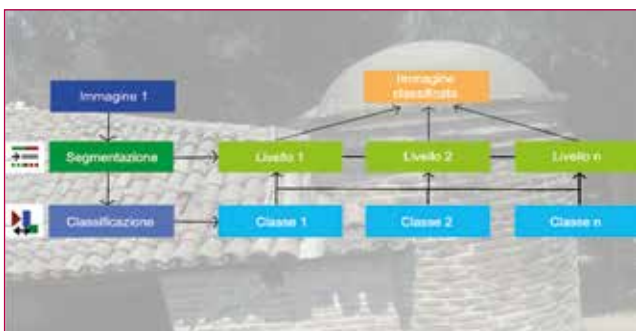 Immagine 1
Immagine
classificata
Segmentazione
Livello 1
Livello 2
Livello n
Classificazione
Classe 1
Classe 2
Classe n